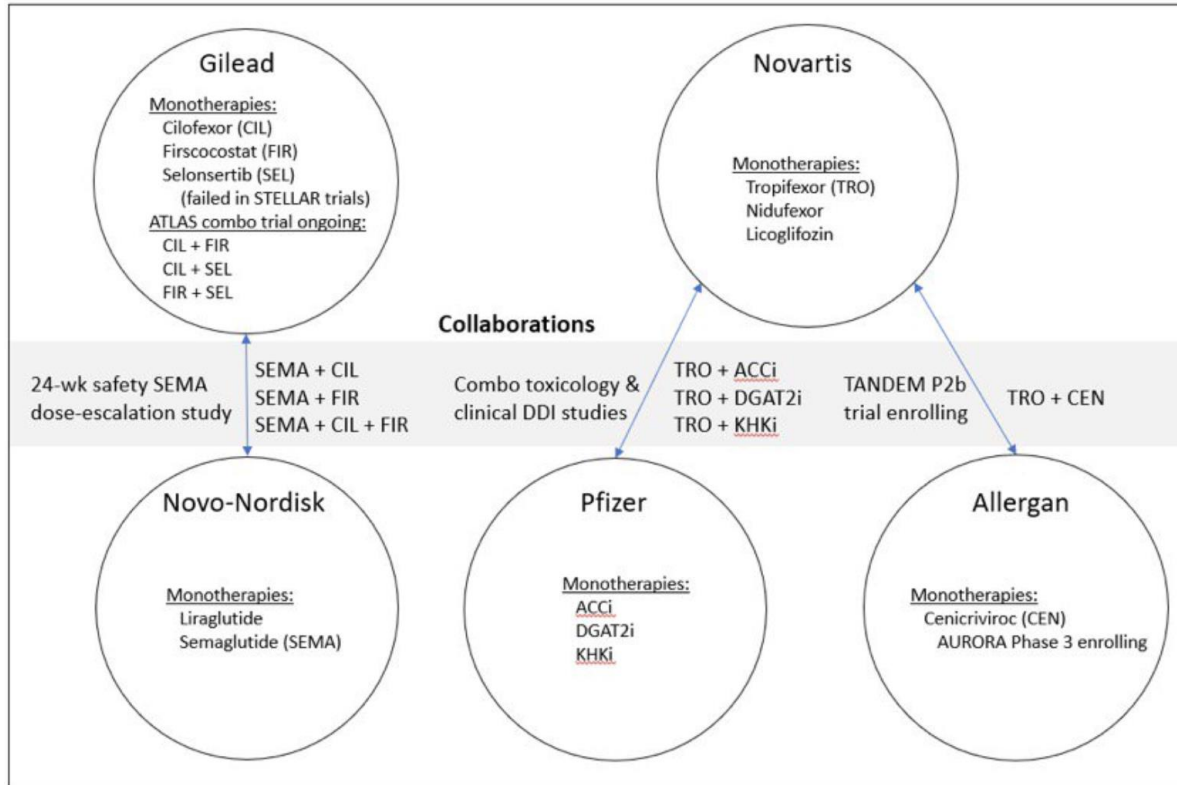 Gilead
Monotherapies:
Cilofexor (CIL)
Firscocostat (FIR)
Selonsertib (SEL)
(failed in STELLAR trials)
ATLAS combo trial ongoing:
CIL + FIR
CIL + SEL
FIR + SEL
Novartis
Monotherapies:
Tropifexor (TRO)
Nidufexor
Licoglifozin
Collaborations
24-wk safety SEMA
dose-escalation study
SEMA + CIL
SEMA + FIR
SEMA + CIL + FIR
Combo toxicology &
clinical DDI studies
TRO + ACCi
TRO + DGAT2i
TRO + KHKi
TANDEM P2b
trial enrolling
TRO + CEN
Novo-Nordisk
Monotherapies:
Liraglutide
Semaglutide (SEMA)
Pfizer
Monotherapies:
ACCi
DGAT2i
KHKi
Allergan
Monotherapies:
Cenicriviroc (CEN)
AURORA Phase 3 enrolling